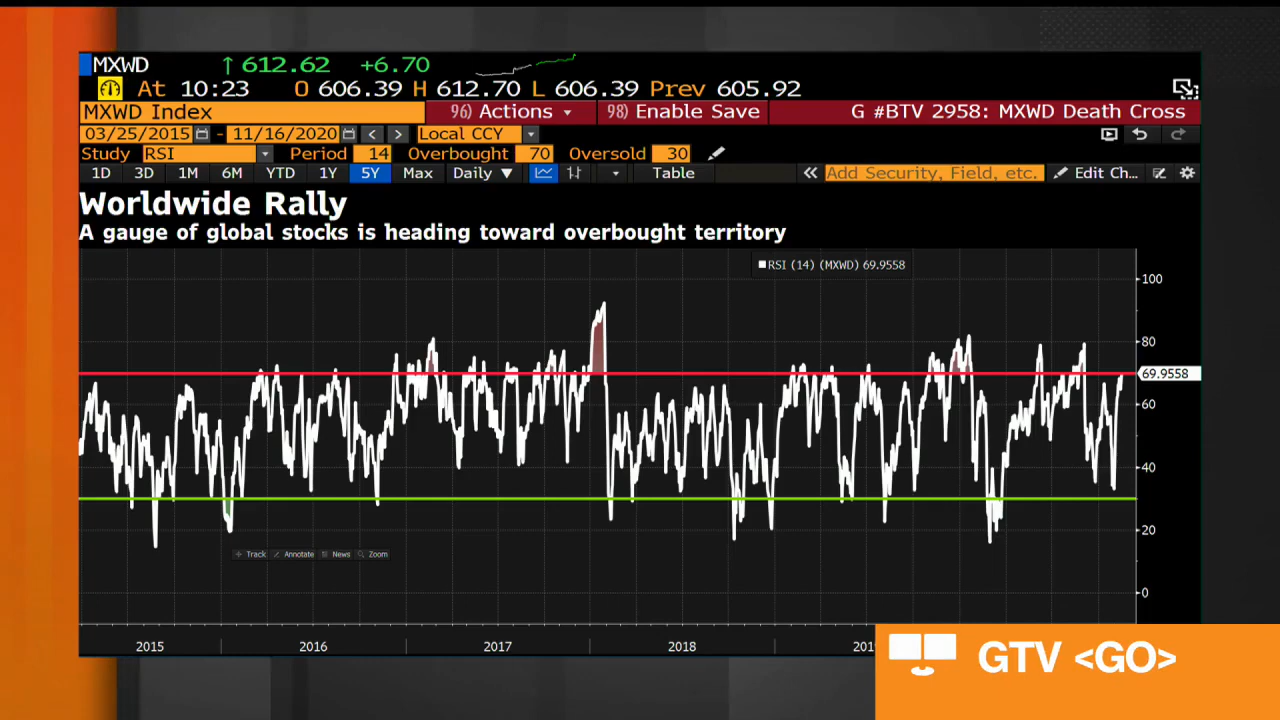 MXWD ↑ 612.62 +6.70
At 10:23 O 606.39 H 612.70 L 606.39 Prev 605.92
MXWD Index 96) Actions 98) Enable Save G #BTV 2958: MXWD Death Cross
03/25/2015 - 11/16/2020 < > Local CCY
Study RSI Period 14 Overbought 70 Oversold 30
1D 3D 1M 6M YTD 1Y 5Y Max Daily ▼ Table « Add Security, Field, etc. Edit Ch...
Worldwide Rally
A gauge of global stocks is heading toward overbought territory
RSI (14) (MXWD) 69.9558
100
80
69.9558
60
40
20
0
Track Annotate News Zoom
2015 2016 2017 2018
GTV <GO>